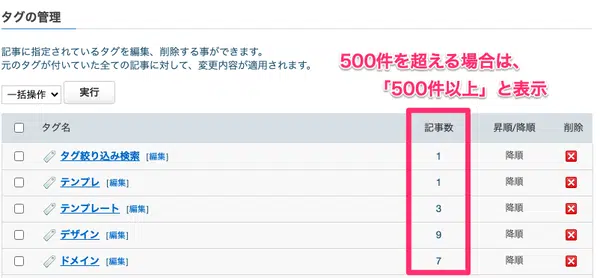 タグの管理
記事に指定されているタグを編集、削除する事ができます。
元のタグが付いていた全ての記事に対して、変更内容が適用されます。
500件を超える場合は、
「500件以上」と表示
一括操作 実行
タグ名 記事数 昇順/降順 削除
タグ絞り込み検索 [編集] 1 降順
テンプレ [編集] 1 降順
テンプレート [編集] 3 降順
デザイン [編集] 9 降順
ドメイン [編集] 7 降順